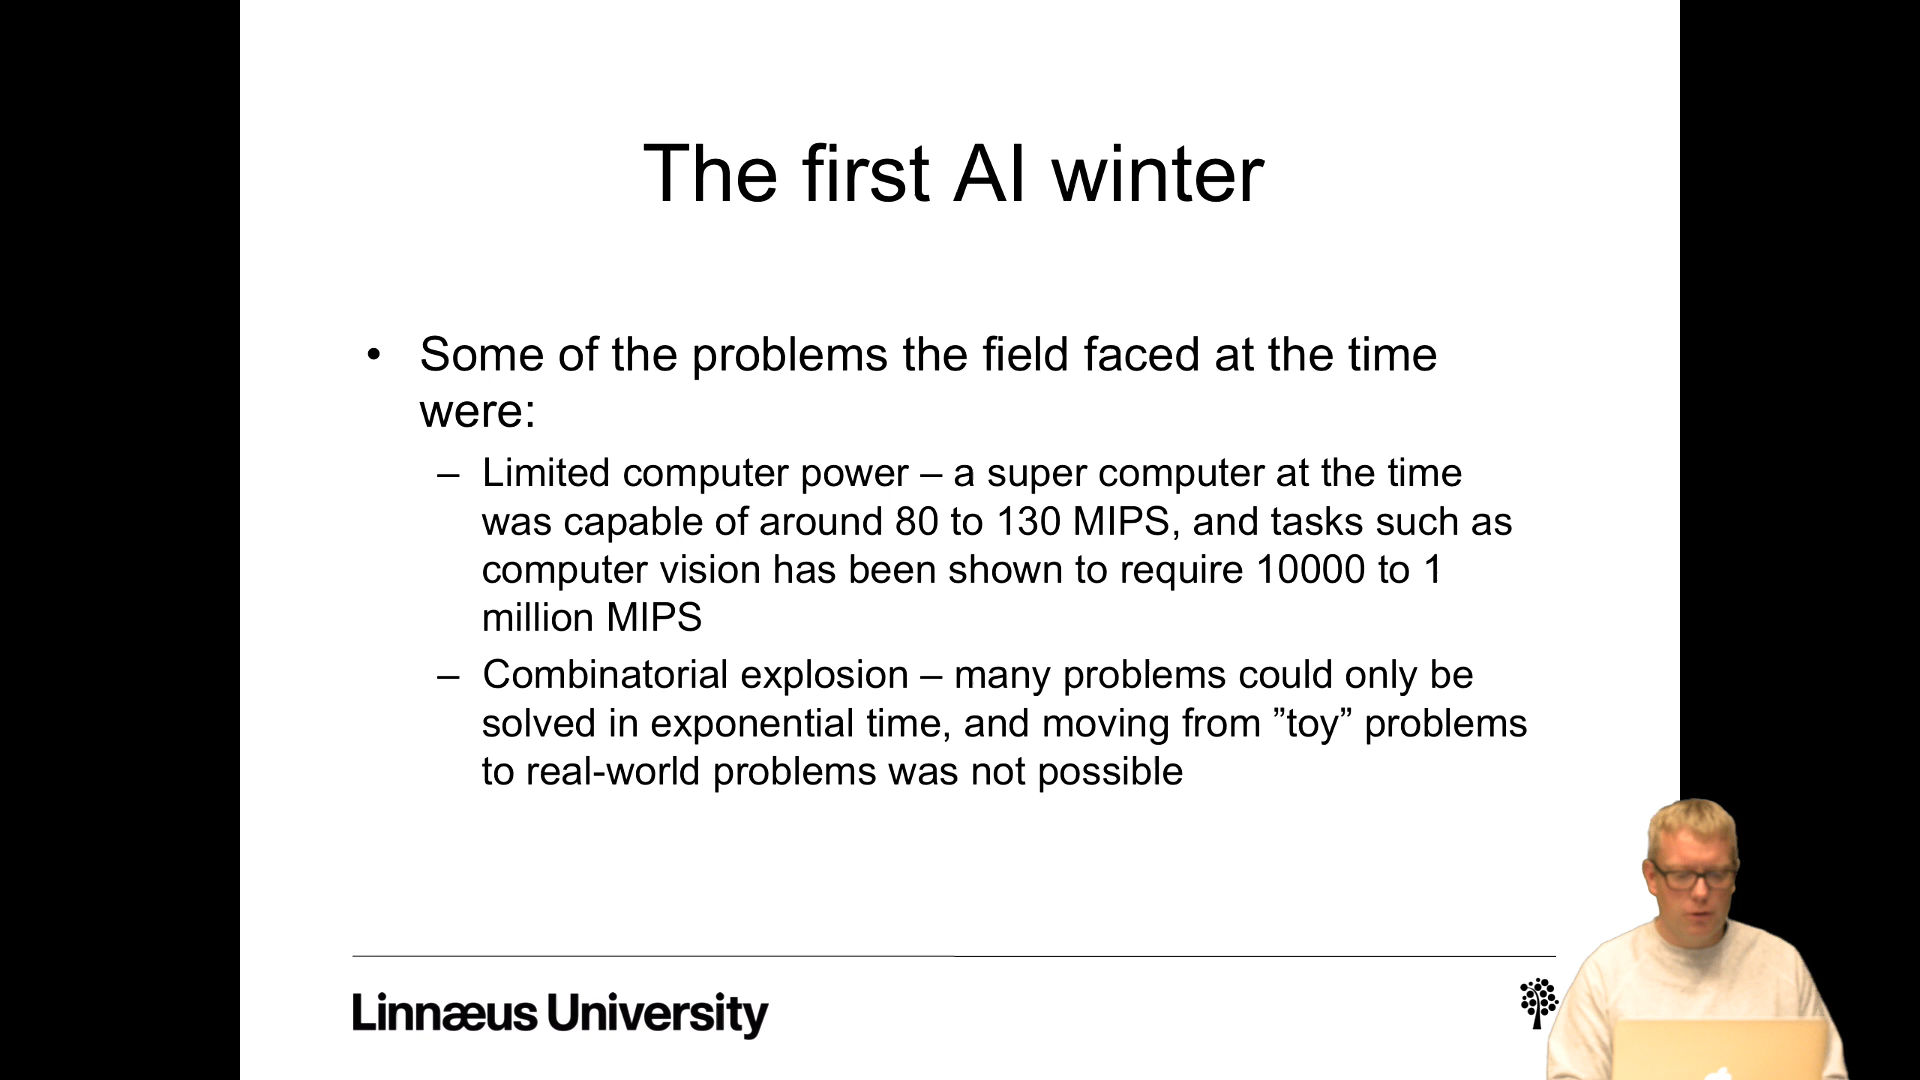 The first AI winter
• Some of the problems the field faced at the time
were:
– Limited computer power – a super computer at the time
was capable of around 80 to 130 MIPS, and tasks such as
computer vision has been shown to require 10000 to 1
million MIPS
– Combinatorial explosion – many problems could only be
solved in exponential time, and moving from ”toy” problems
to real-world problems was not possible
Linnæus University